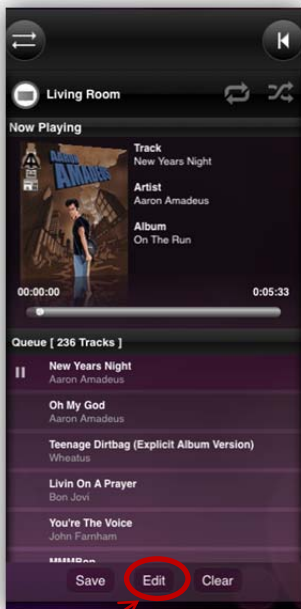 Living Room
Now Playing
AARON
AMADEUS
Track
New Years Night
Artist
Aaron Amadeus
Album
On The Run
00:00:00 0:05:33
Queue [ 236 Tracks ]
New Years Night
Aaron Amadeus
Oh My God
Aaron Amadeus
Teenage Dirtbag (Explicit Album Version)
Wheatus
Livin On A Prayer
Bon Jovi
You're The Voice
John Farnham
MMMBop
Save Edit Clear